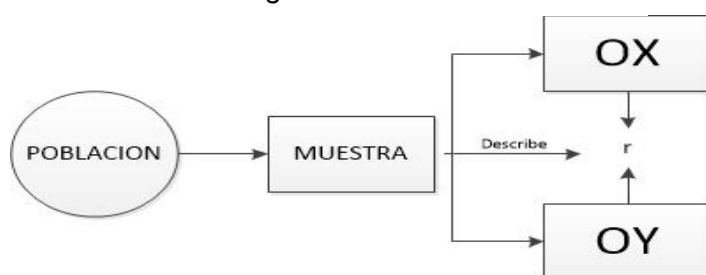 OX
POBLACION
MUESTRA
Describe
r
OY